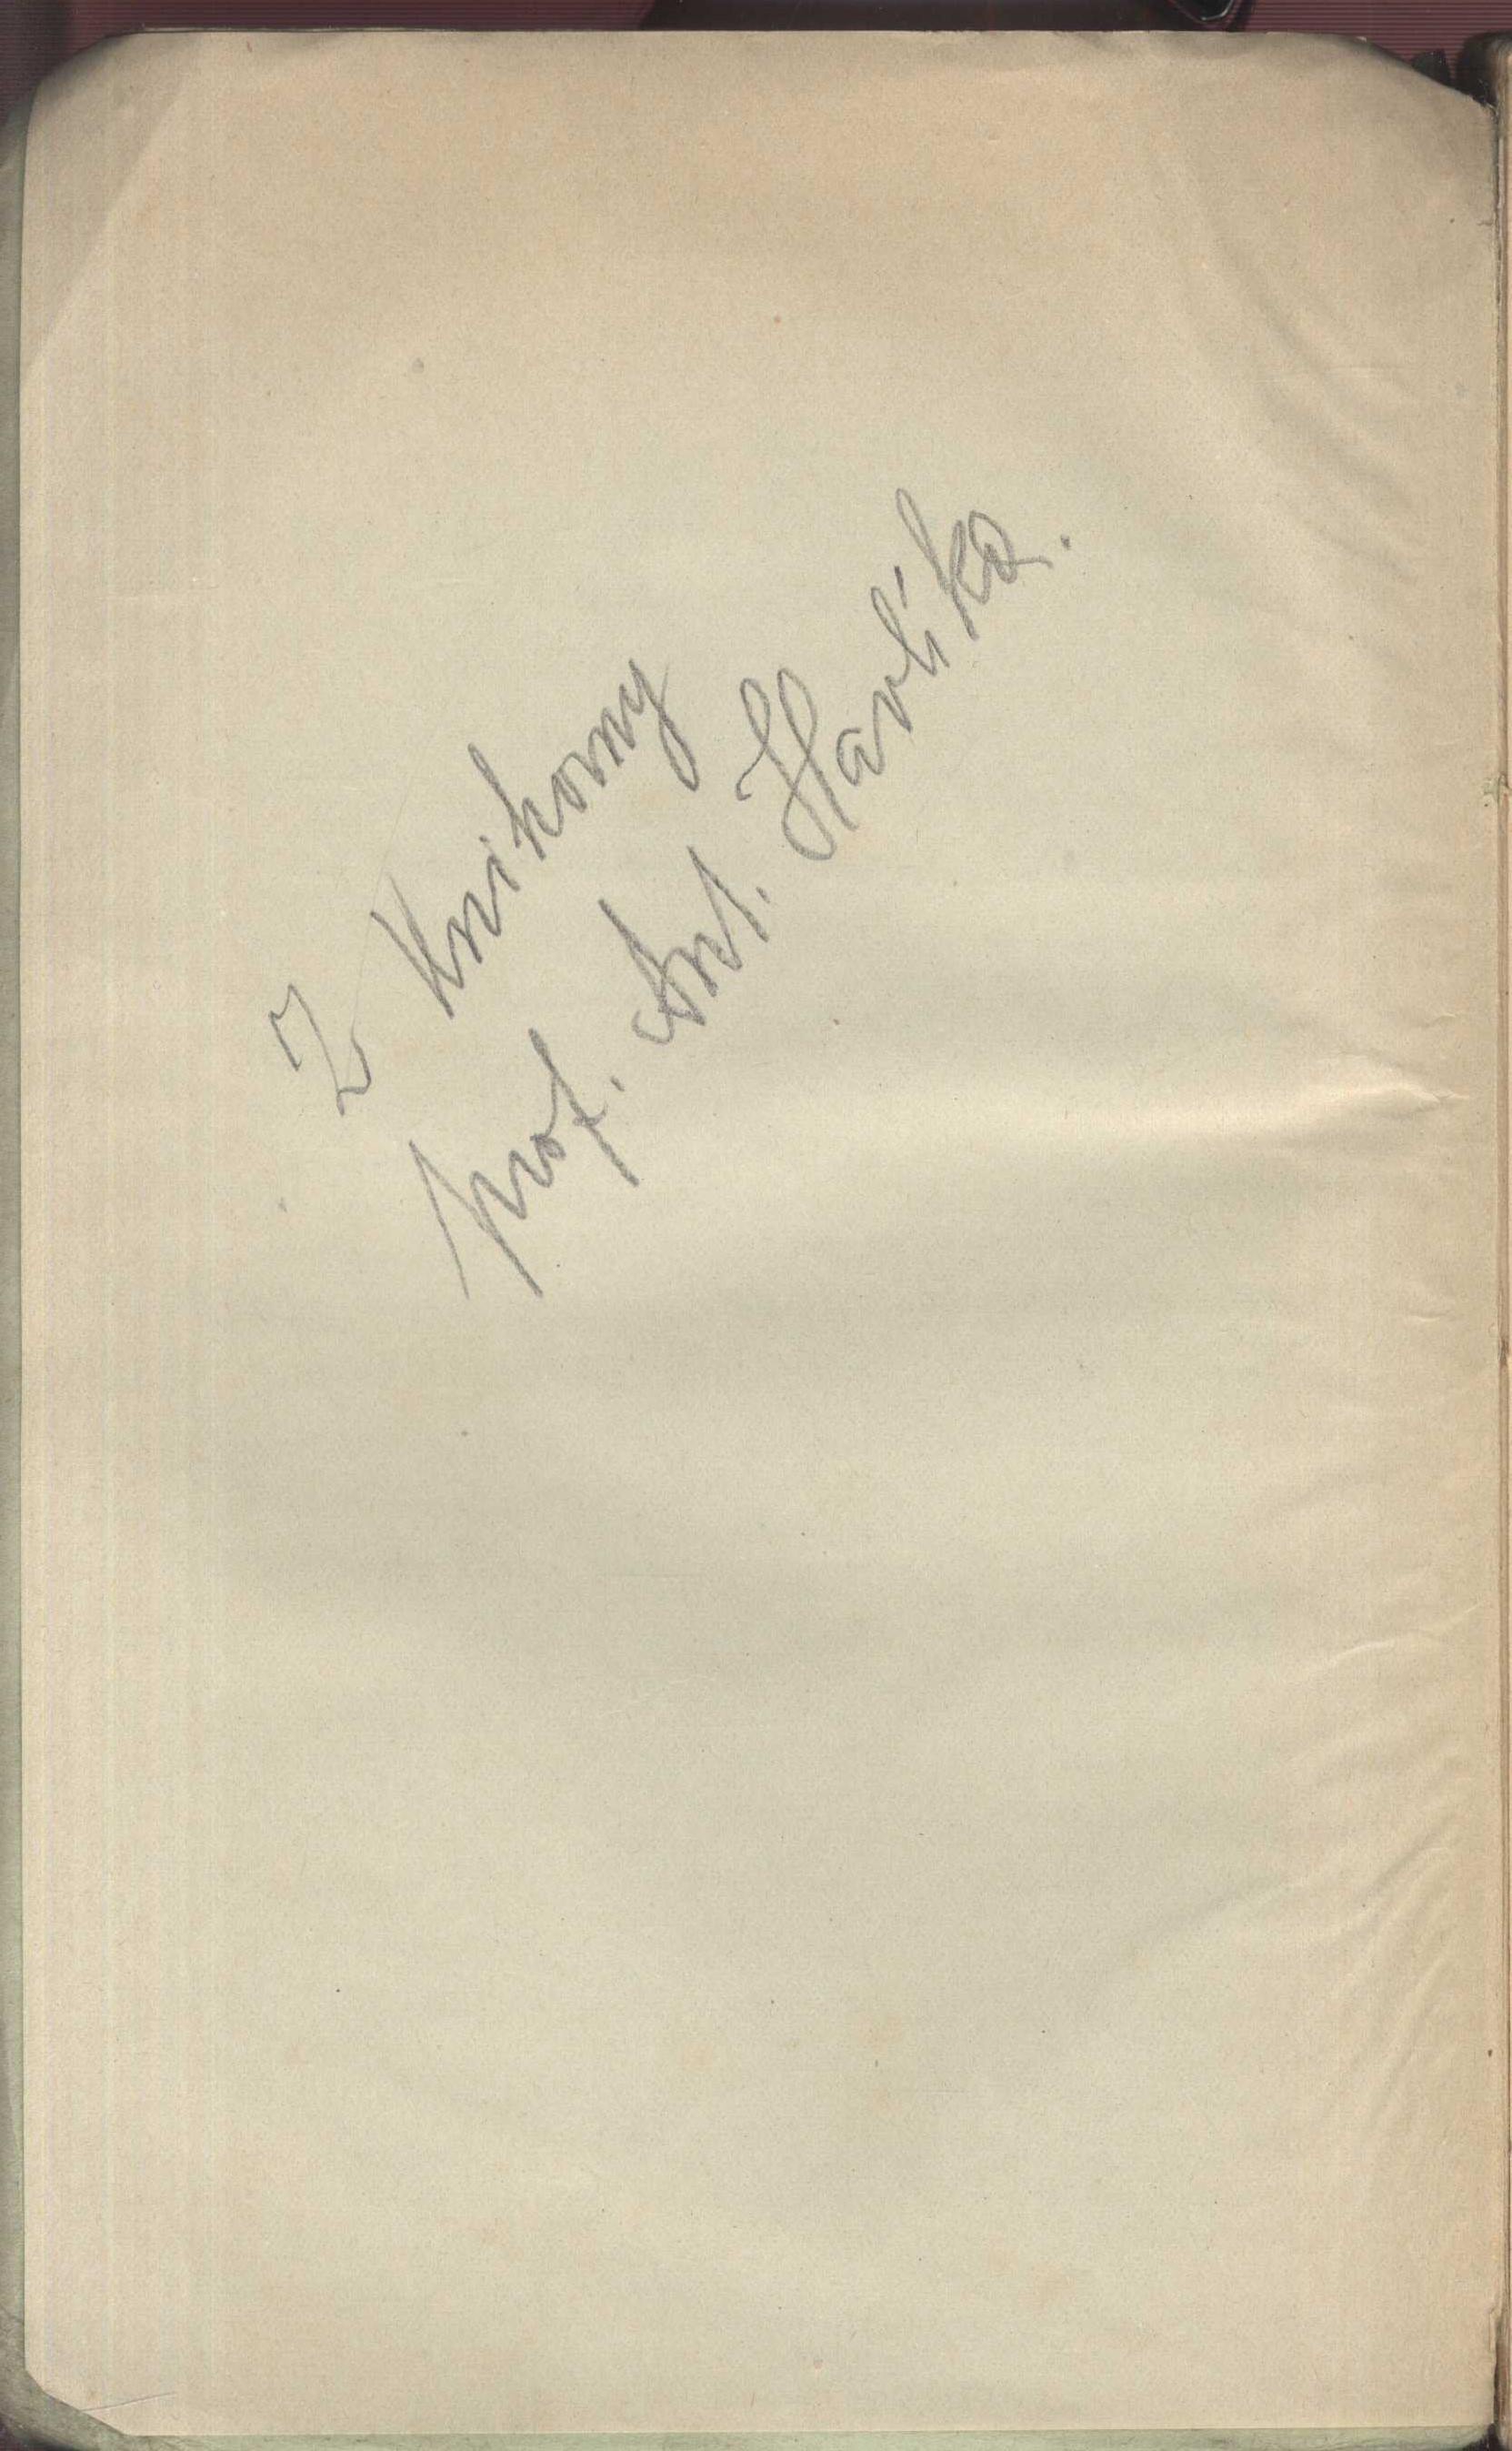 Z Knihovny
prof. Ant. Havlíka.